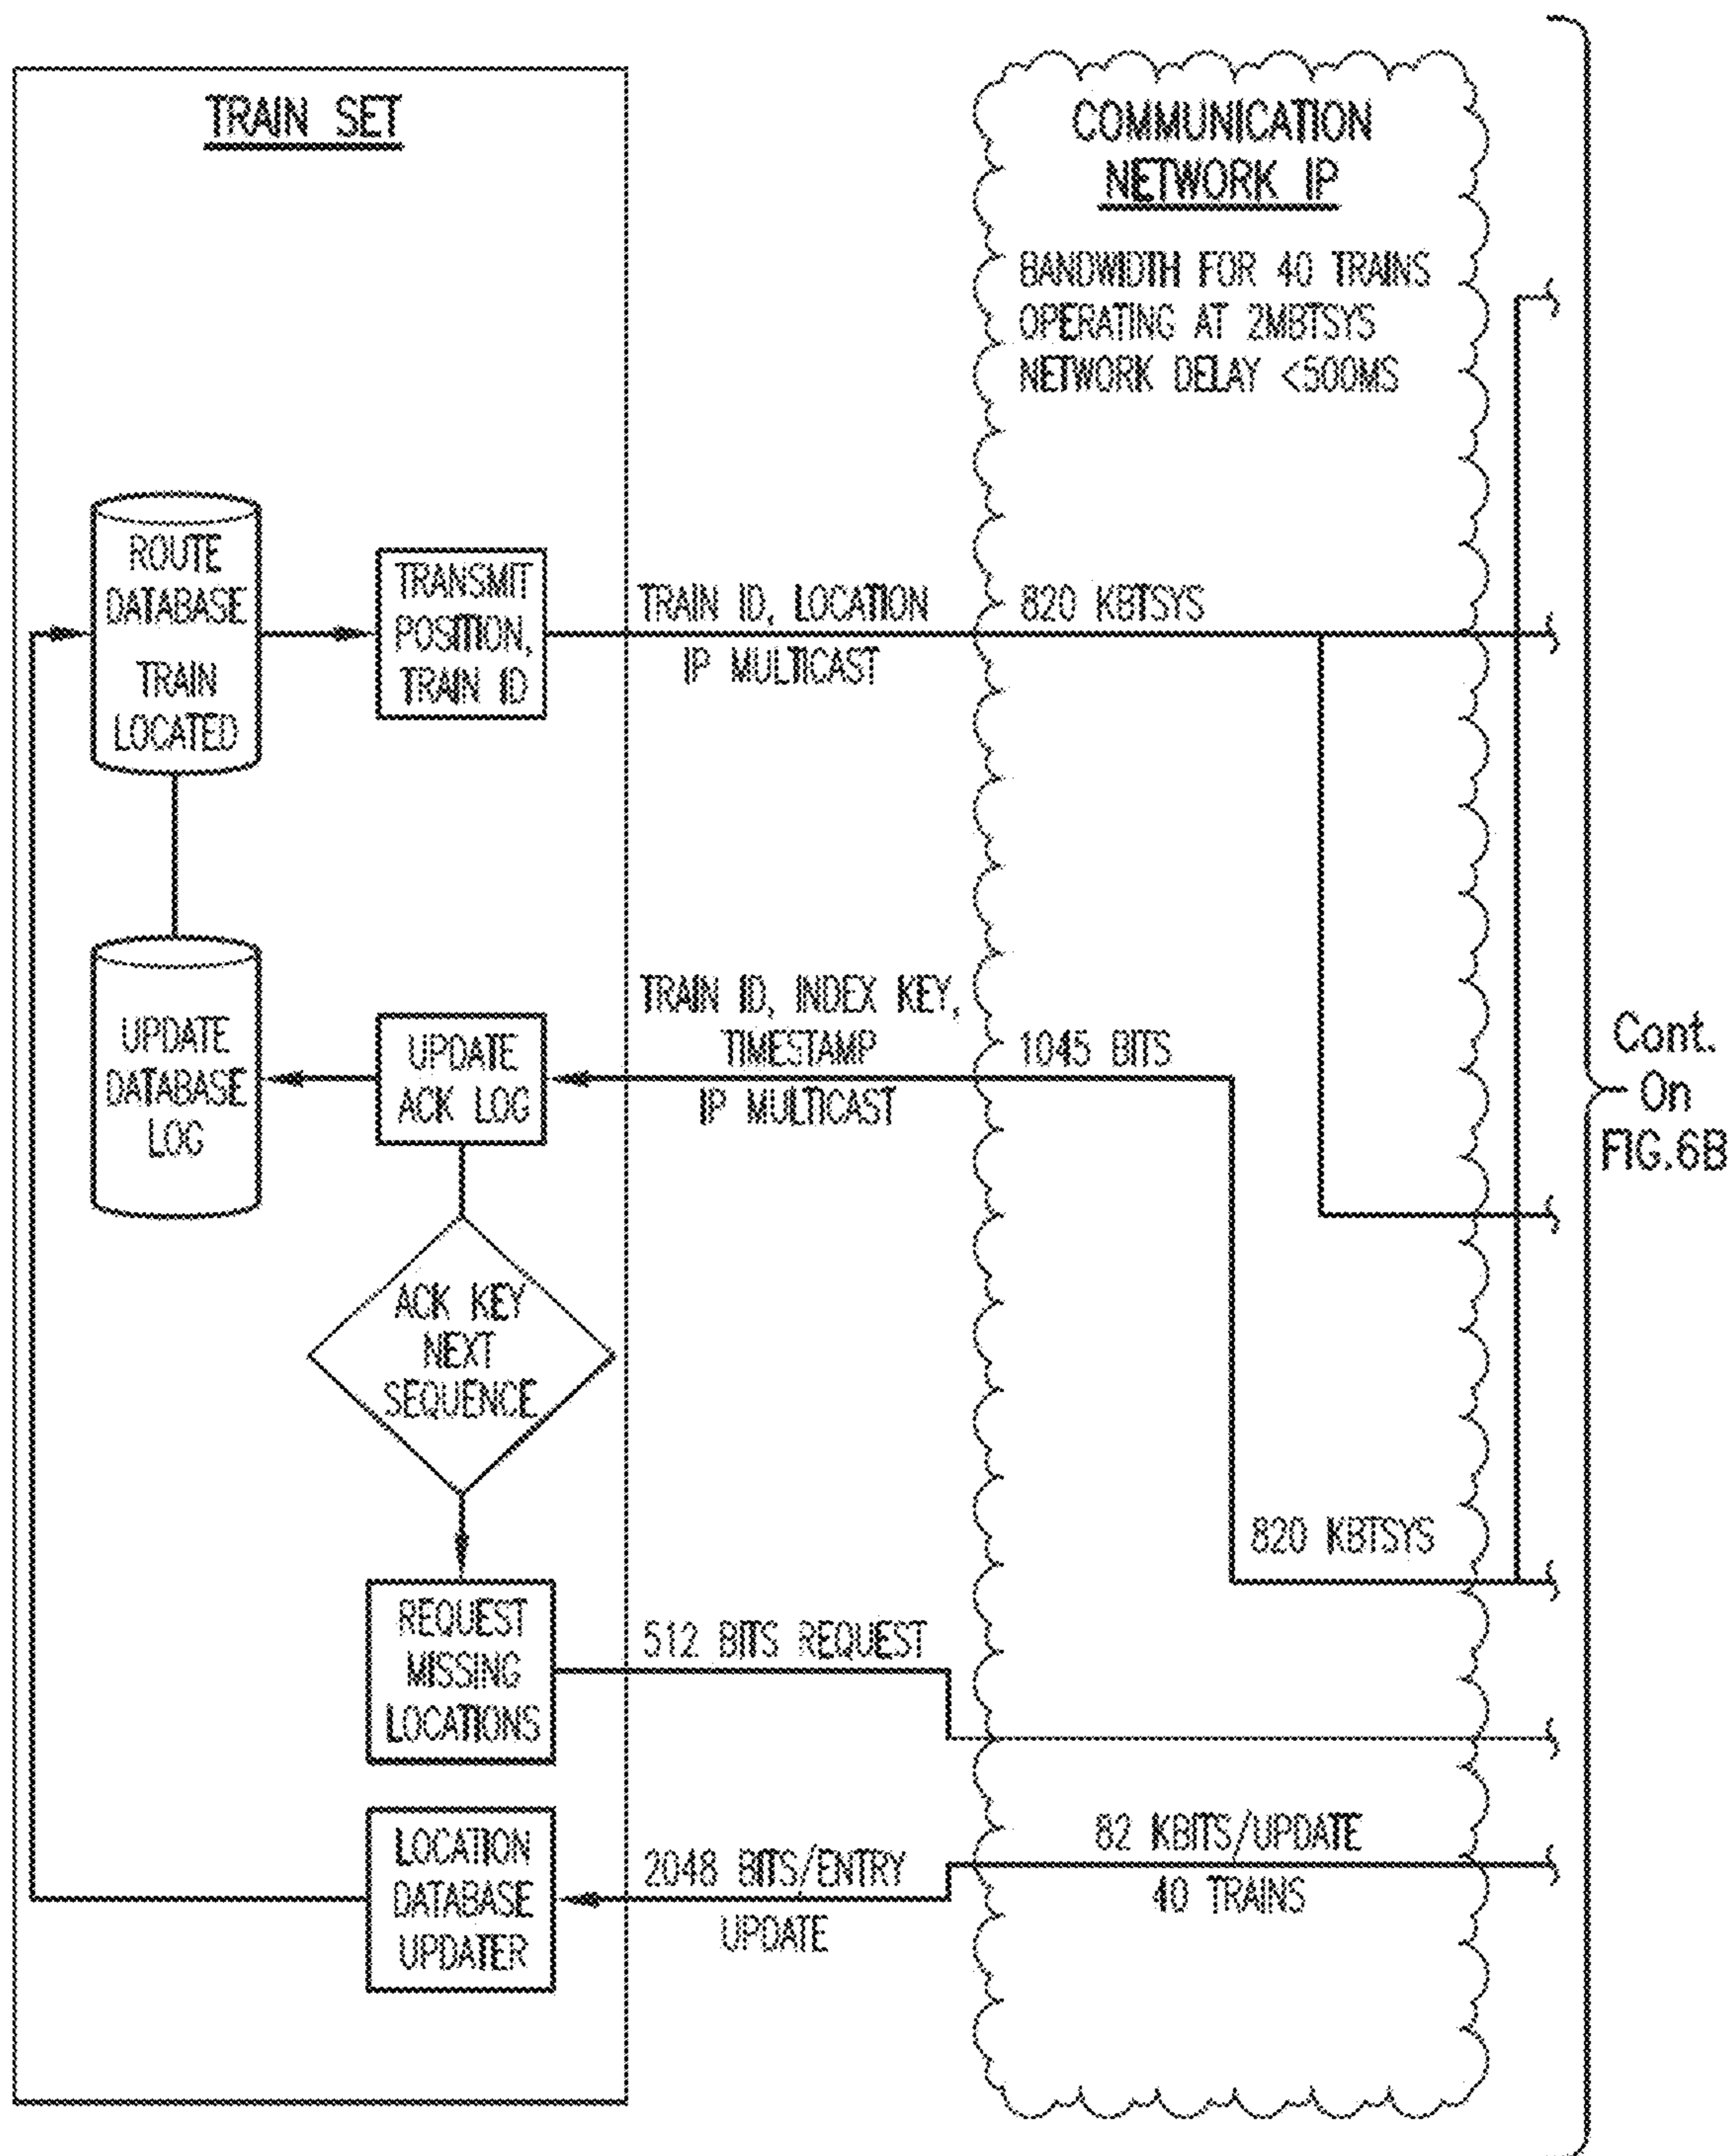 TRAIN SET
COMMUNICATION
NETWORK IP
BANDWIDTH FOR 40 TRAINS
OPERATING AT 2MBTSYS
NETWORK DELAY <500MS
ROUTE
DATABASE
TRAIN
LOCATED
TRANSMIT
POSITION,
TRAIN ID
TRAIN ID, LOCATION
IP MULTICAST
820 KBTSYS
UPDATE
DATABASE
LOG
UPDATE
ACK LOG
TRAIN ID, INDEX KEY,
TIMESTAMP
IP MULTICAST
1045 BITS
Cont.
On
FIG.6B
ACK KEY
NEXT
SEQUENCE
820 KBTSYS
REQUEST
MISSING
LOCATIONS
512 BITS REQUEST
LOCATION
DATABASE
UPDATER
2048 BITS/ENTRY
UPDATE
82 KBITS/UPDATE
40 TRAINS